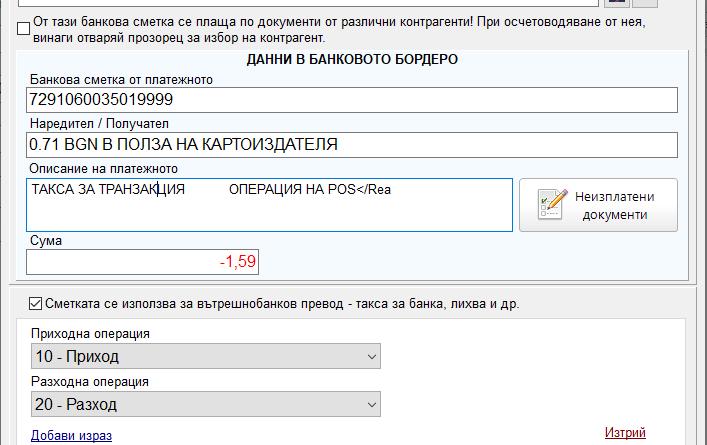 От тази банкова сметка се плаща по документи от различни контрагенти! При осчетоводяване от нея,
винаги отваряй прозорец за избор на контрагент.
ДАННИ В БАНКОВОТО БОРДЕРО
Банкова сметка от платежното
7291060035019999
Наредител / Получател
0.71 BGN В ПОЛЗА НА КАРТОИЗДАТЕЛЯ
Описание на платежното
ТАКСА ЗА ТРАНЗАКЦИЯ ОПЕРАЦИЯ НА POS</Rea
Неизплатени
документи
Сума
-1,59
Сметката се използва за вътрешнобанков превод - такса за банка, лихва и др.
Приходна операция
10 - Приход
Разходна операция
20 - Разход
Добави израз
Изтрий